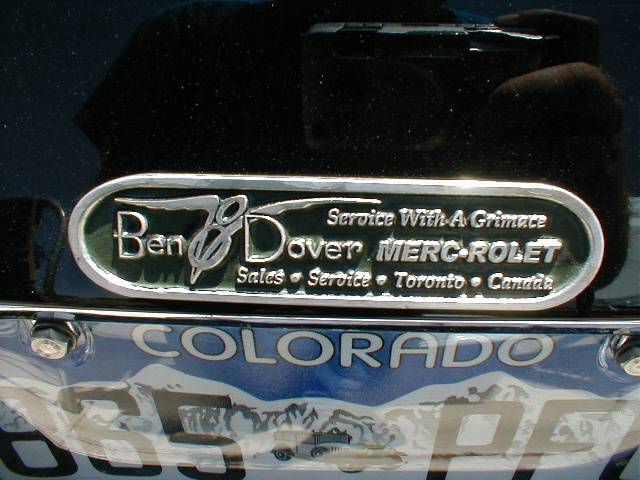 Service With A Grimace
Ben Dover MERC-ROLET
Sales • Service • Toronto • Canada
COLORADO